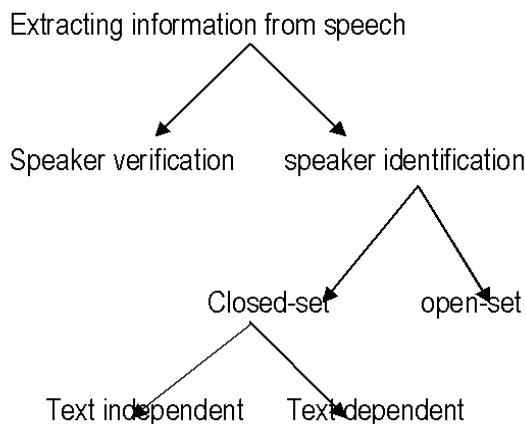 Extracting information from speech
Speaker verification
speaker identification
Closed-set
open-set
Text independent
Text dependent